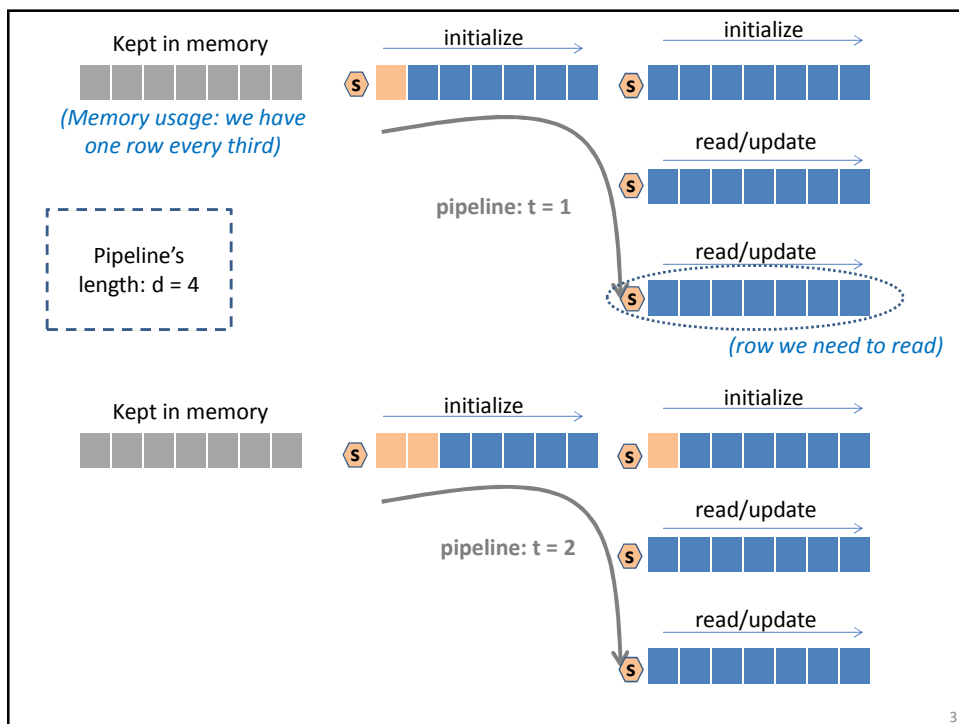 Kept in memory
initialize
initialize
S
S
(Memory usage: we have
one row every third)
read/update
S
pipeline: t = 1
Pipeline's
length: d = 4
read/update
S
(row we need to read)
Kept in memory
initialize
initialize
S
S
read/update
pipeline: t = 2
S
read/update
S
3